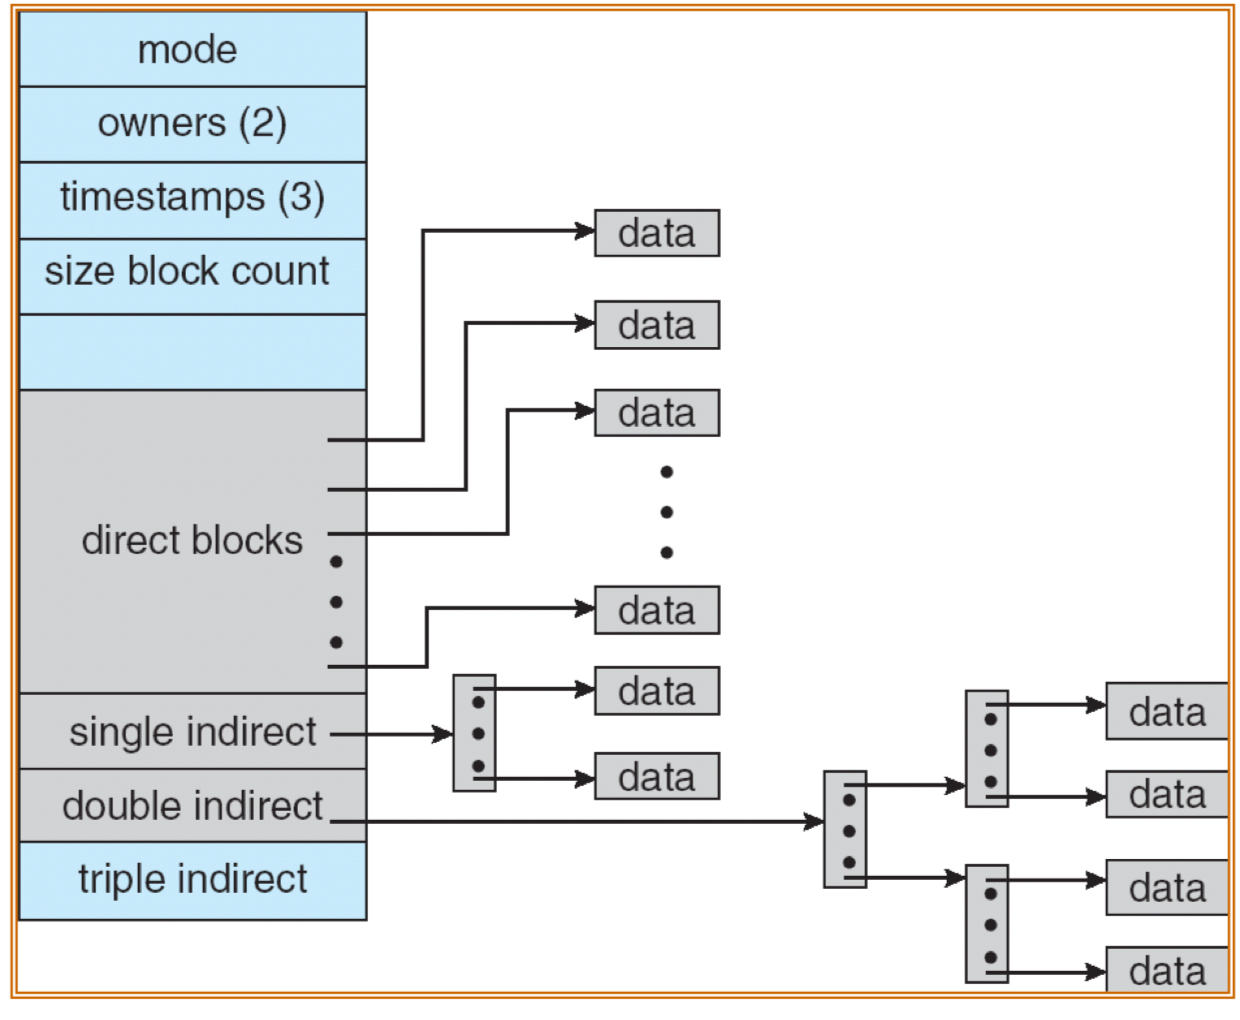 mode
owners (2)
timestamps (3)
size block count
direct blocks
single indirect
double indirect
triple indirect
data
data
data
data
data
data
data
data
data
data